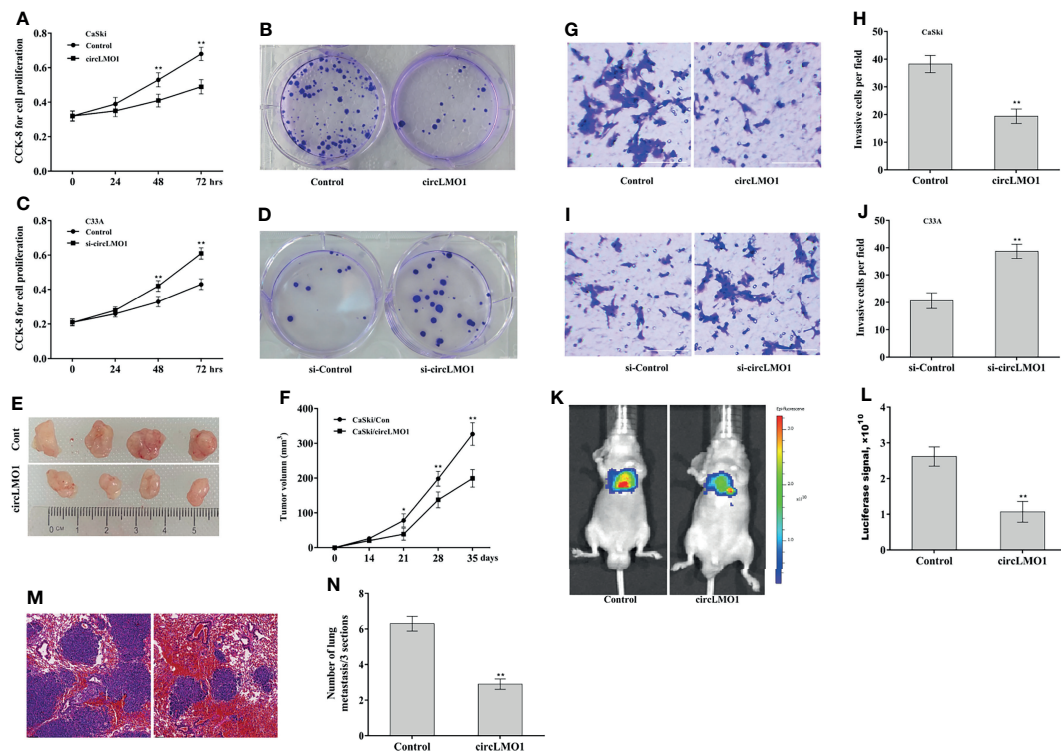 A
CaSki
Control
circLMO1
CCK-8 for cell proliferation
0.8
0.6
0.4
0.2
0.0
0 24 48 72 hrs
** **
B
Control circLMO1
C
C33A
Control
si-circLMO1
CCK-8 for cell proliferation
0.8
0.6
0.4
0.2
0.0
0 24 48 72 hrs
** **
D
si-Control si-circLMO1
E
Cont
circLMO1
0 CM 1 2 3 4 5
F
CaSki/Con
CaSki/circLMO1
Tumor volumn (mm³)
400
300
200
100
0
0 14 21 28 35 days
* ** **
G
Control circLMO1
H
CaSki
Invasive cells per field
50
40
30
20
10
0
**
Control circLMO1
I
si-Control si-circLMO1
J
C33A
Invasive cells per field
50
40
30
20
10
0
**
si-Control si-circLMO1
K
Control circLMO1
L
Luciferase signal, ×10¹⁰
4
3
2
1
0
**
Control circLMO1
M
N
Number of lung
metastasis/3 sections
8
6
4
2
0
**
Control circLMO1